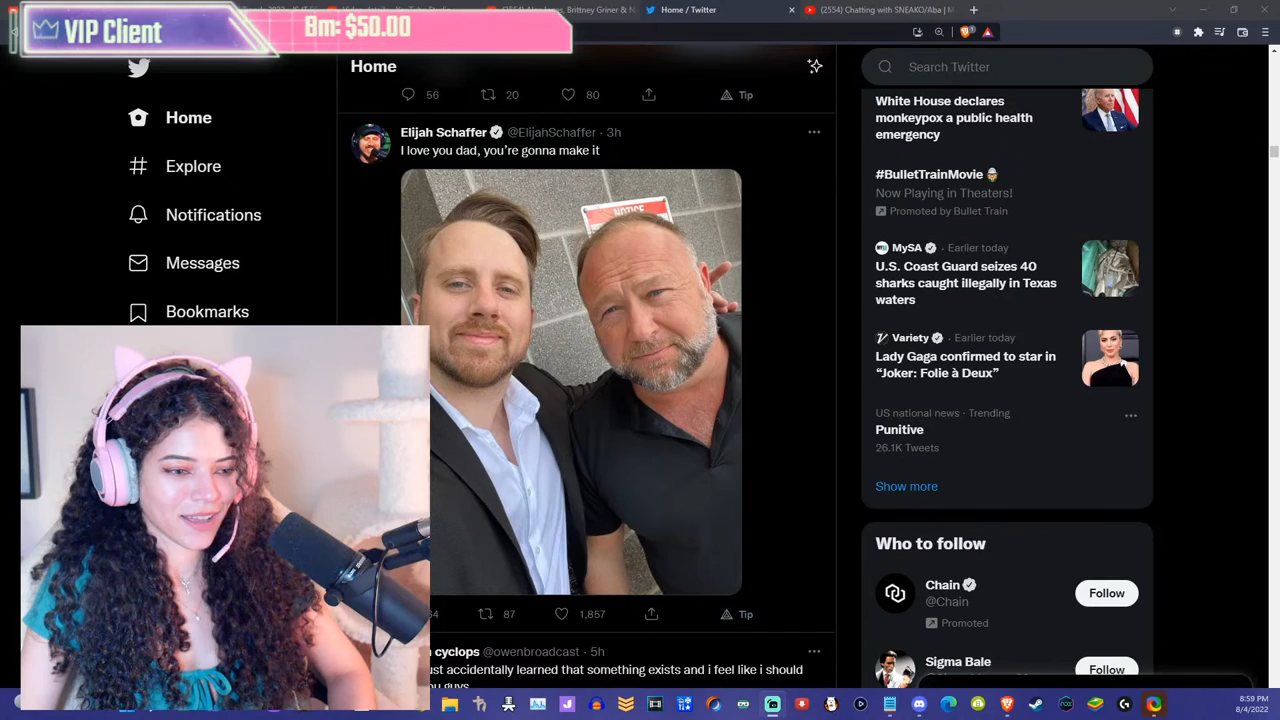 VIP Client
8m: $50.00
(2554) Alex Jones, Brittney Griner & N
Home / Twitter
Home
56
20
80
Tip
Search Twitter
Home
Explore
Notifications
Messages
Bookmarks
Elijah Schaffer @ElijahSchaffer · 3h
I love you dad, you’re gonna make it
NOTICE
87
1,857
Tip
cyclops @owenbroadcast · 5h
ust accidentally learned that something exists and i feel like i should
White House declares
monkeypox a public health
emergency
#BulletTrainMovie
Now Playing in Theaters!
Promoted by Bullet Train
MySA · Earlier today
U.S. Coast Guard seizes 40
sharks caught illegally in Texas
waters
Variety · Earlier today
Lady Gaga confirmed to star in
“Joker: Folie à Deux”
US national news · Trending
Punitive
26.1K Tweets
Show more
Who to follow
Chain
@Chain
Promoted
Follow
Sigma Bale
Follow
8:59 PM
8/4/2022